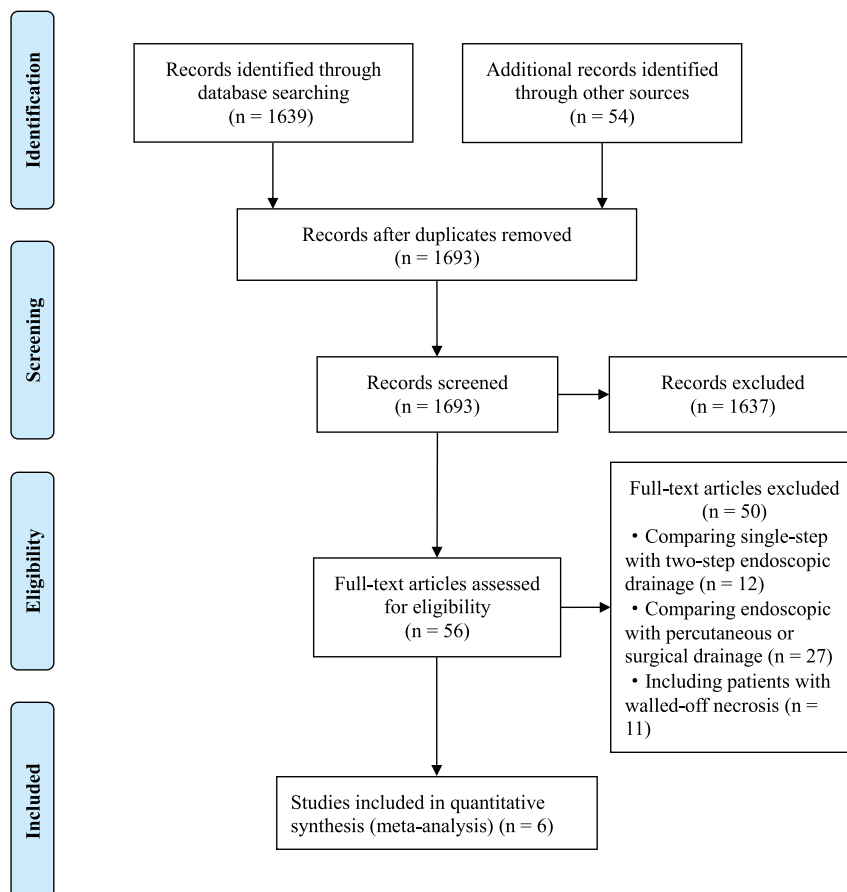 Identification
Records identified through
database searching
(n = 1639)
Additional records identified
through other sources
(n = 54)
Records after duplicates removed
(n = 1693)
Screening
Records screened
(n = 1693)
Records excluded
(n = 1637)
Eligibility
Full-text articles assessed
for eligibility
(n = 56)
Full-text articles excluded
(n = 50)
・Comparing single-step
with two-step endoscopic
drainage (n = 12)
・Comparing endoscopic
with percutaneous or
surgical drainage (n = 27)
・Including patients with
walled-off necrosis (n =
11)
Included
Studies included in quantitative
synthesis (meta-analysis) (n = 6)